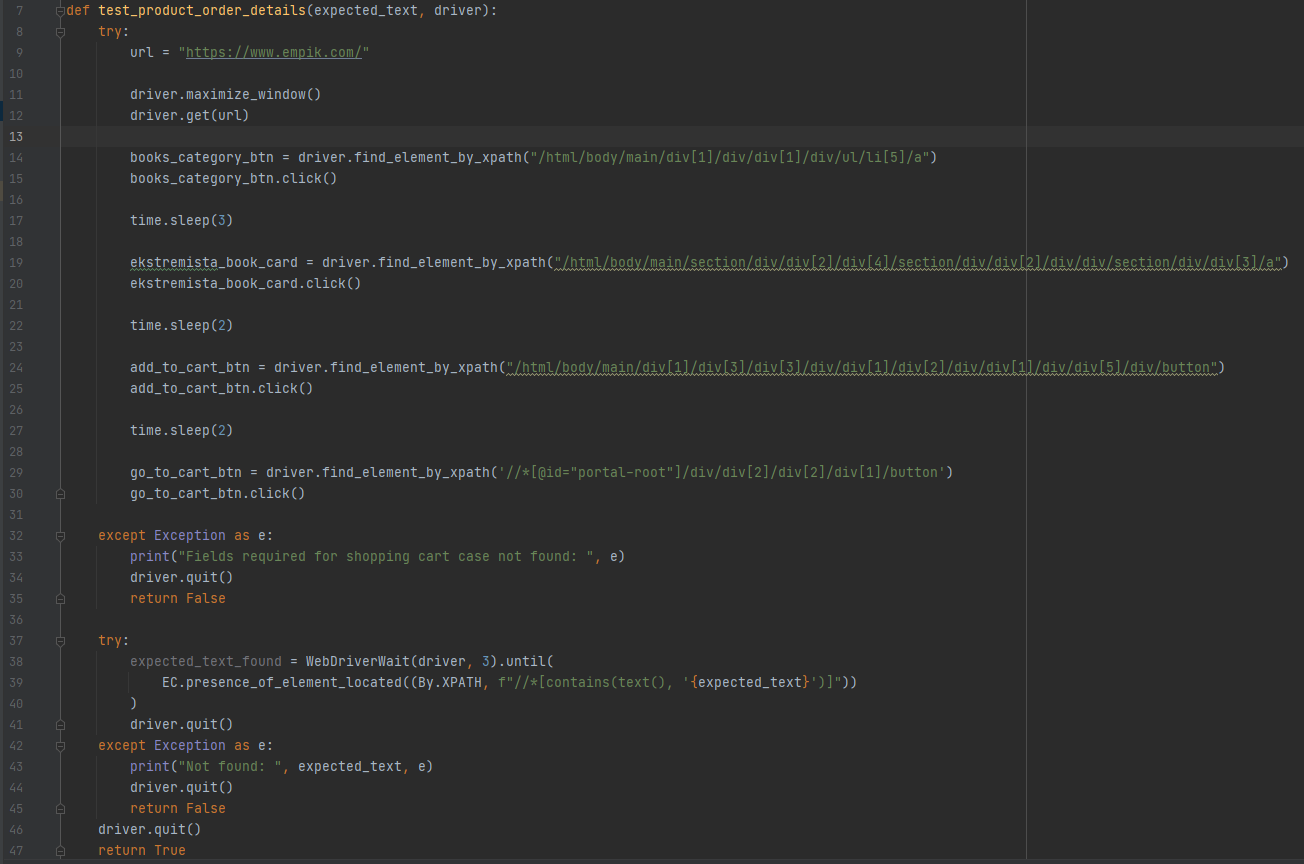 7 def test_product_order_details(expected_text, driver):
8 try:
9 url = "https://www.empik.com/"
10
11 driver.maximize_window()
12 driver.get(url)
13
14 books_category_btn = driver.find_element_by_xpath("/html/body/main/div[1]/div/div[1]/div/ul/li[5]/a")
15 books_category_btn.click()
16
17 time.sleep(3)
18
19 ekstremista_book_card = driver.find_element_by_xpath("/html/body/main/section/div/div[2]/div[4]/section/div/div[2]/div/div/section/div/div[3]/a")
20 ekstremista_book_card.click()
21
22 time.sleep(2)
23
24 add_to_cart_btn = driver.find_element_by_xpath("/html/body/main/div[1]/div[3]/div[3]/div/div[1]/div[2]/div/div[1]/div/div[5]/div/button")
25 add_to_cart_btn.click()
26
27 time.sleep(2)
28
29 go_to_cart_btn = driver.find_element_by_xpath('//*[@id="portal-root"]/div/div[2]/div[2]/div[1]/button')
30 go_to_cart_btn.click()
31
32 except Exception as e:
33 print("Fields required for shopping cart case not found: ", e)
34 driver.quit()
35 return False
36
37 try:
38 expected_text_found = WebDriverWait(driver, 3).until(
39 EC.presence_of_element_located((By.XPATH, f"//*[contains(text(), '{expected_text}')]"))
40 )
41 driver.quit()
42 except Exception as e:
43 print("Not found: ", expected_text, e)
44 driver.quit()
45 return False
46 driver.quit()
47 return True